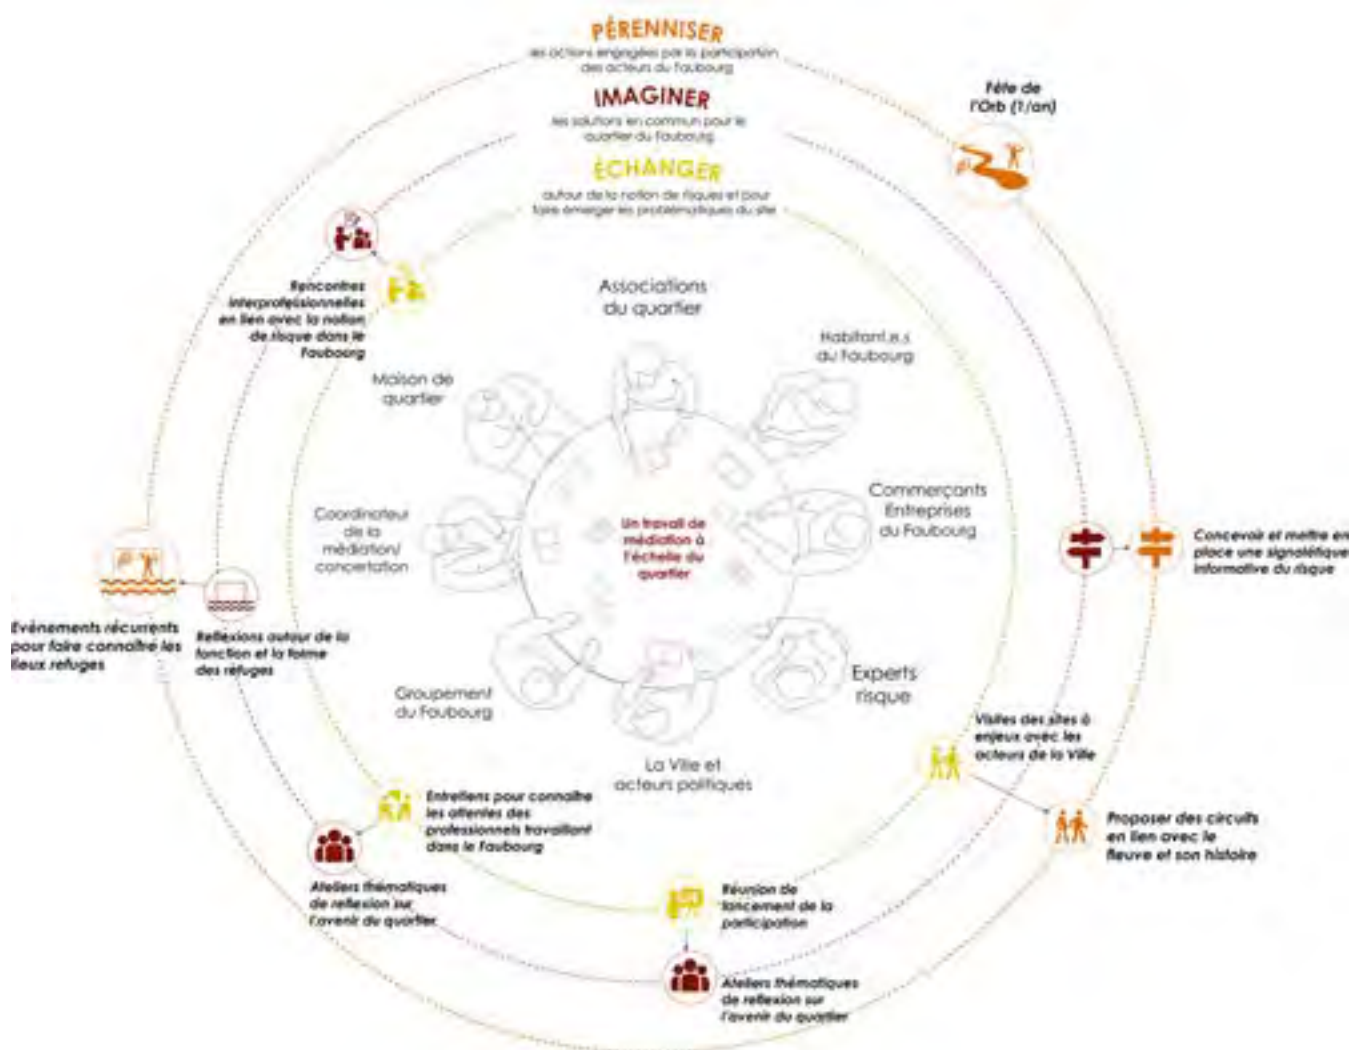 PÉRENNISER
les actions engagées par la participation
des acteurs du Faubourg
IMAGINER
les solutions en commun pour le
quartier du Faubourg
ÉCHANGER
autour de la notion de risques et pour
faire émerger les problématiques du site
Fête de
l'Orb (1/an)
Rencontres
interprofessionnelles
en lien avec la notion
de risque dans le
Faubourg
Associations
du quartier
Habitant.e.s
du Faubourg
Maison de
quartier
Commerçants
Entreprises
du Faubourg
Coordinateur
de la
médiation/
concertation
Un travail de
médiation à
l'échelle du
quartier
Concevoir et mettre en
place une signalétique
informative du risque
Evénements récurrents
pour faire connaître les
lieux refuges
Reflexions autour de la
fonction et la forme
des refuges
Groupement
du Faubourg
Experts
risque
La Ville et
acteurs politiques
Visites des sites à
enjeux avec les
acteurs de la Ville
Entretiens pour connaître
les attentes des
professionnels travaillant
dans le Faubourg
Proposer des circuits
en lien avec le
fleuve et son histoire
Ateliers thématiques
de reflexion sur
l'avenir du quartier
Réunion de
lancement de la
participation
Ateliers thématiques
de reflexion sur
l'avenir du quartier